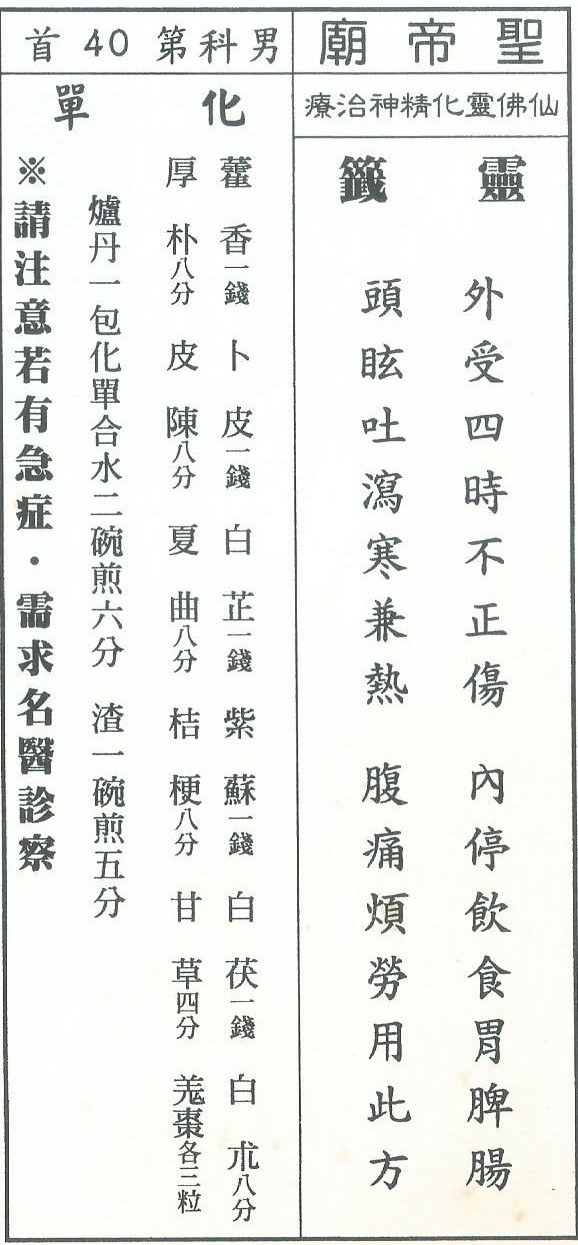 聖帝廟
仙佛靈化精神治療
靈籤
外受四時不正傷　內停飲食胃脾腸
頭眩吐瀉寒兼熱　腹痛煩勞用此方
男科第40首
化單
藿香一錢　卜皮一錢　白芷一錢　紫蘇一錢　白茯一錢　白朮八分
厚朴八分　皮陳八分　夏曲八分　桔梗八分　甘草四分　羗棗各三粒
爐丹一包化單合水二碗煎六分　渣一碗煎五分
※請注意若有急症．需求名醫診察